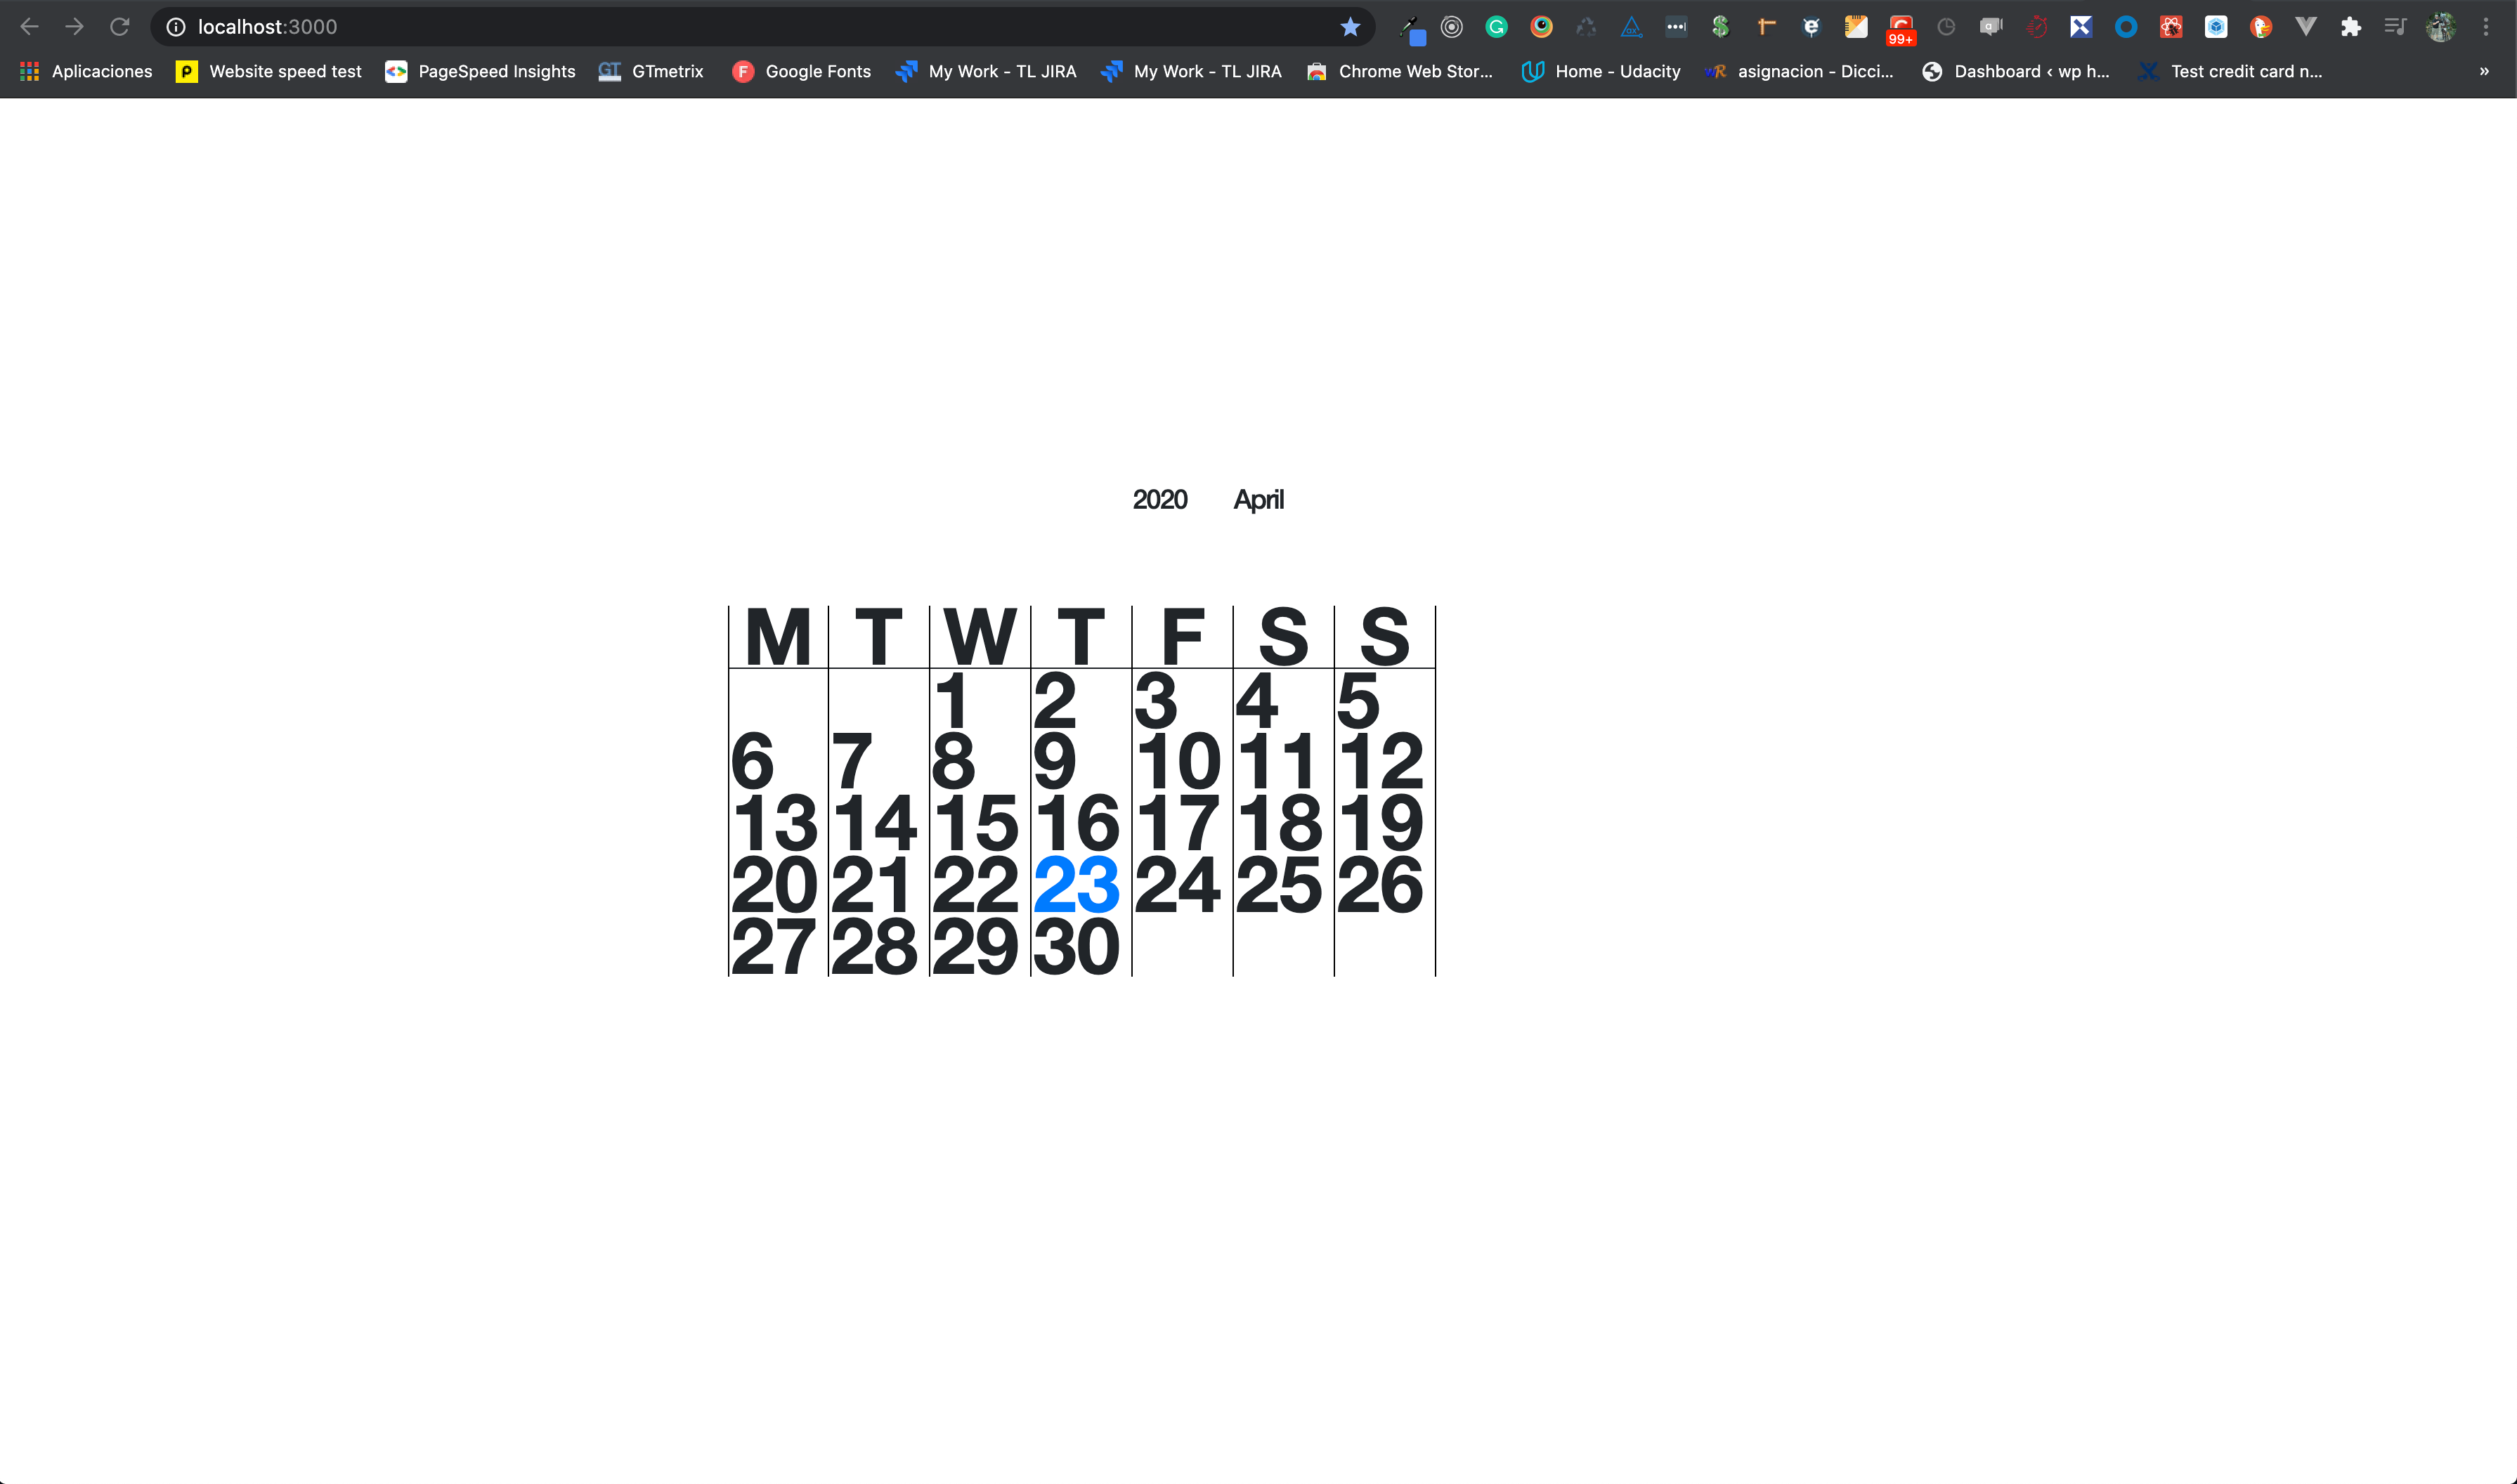 localhost:3000
99+
Aplicaciones P Website speed test PageSpeed Insights GT GTmetrix F Google Fonts My Work - TL JIRA My Work - TL JIRA Chrome Web Stor... Home - Udacity R asignacion - Dicci... Dashboard ‹ wp h... Test credit card n... »
2020 April
M T W T F S S
1 2 3 4 5
6 7 8 9 10 11 12
13 14 15 16 17 18 19
20 21 22 23 24 25 26
27 28 29 30